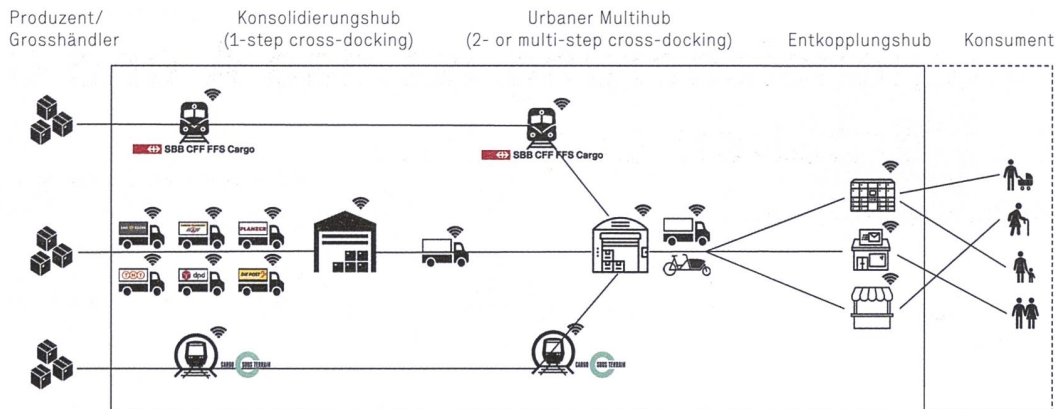 Produzent/
Grosshändler
Konsolidierungshub
(1-step cross-docking)
Urbaner Multihub
(2- or multi-step cross-docking)
Entkopplungshub
Konsument
SBB CFF FFS Cargo
SBB CFF FFS Cargo
PLANZER
TNT
dpd
DIE POST
CARGO SOUS TERRAIN
CARGO SOUS TERRAIN